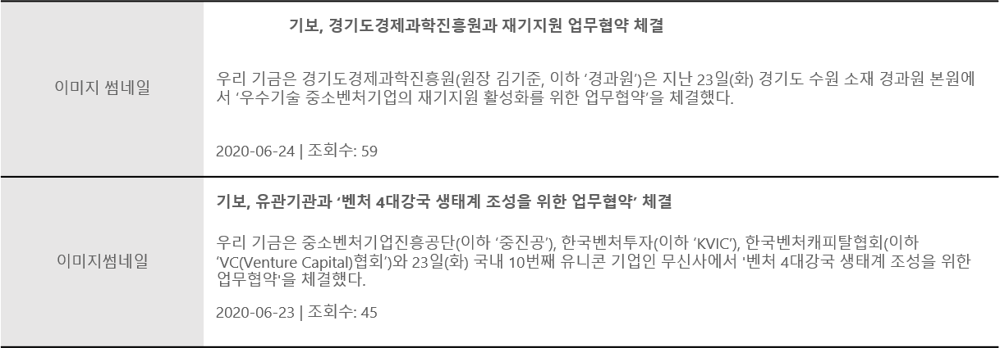 이미지 썸네일
기보, 경기도경제과학진흥원과 재기지원 업무협약 체결
우리 기금은 경기도경제과학진흥원(원장 김기준, 이하 ‘경과원’)은 지난 23일(화) 경기도 수원 소재 경과원 본원에
서 ‘우수기술 중소벤처기업의 재기지원 활성화를 위한 업무협약’을 체결했다.
2020-06-24 | 조회수: 59
이미지썸네일
기보, 유관기관과 ‘벤처 4대강국 생태계 조성을 위한 업무협약’ 체결
우리 기금은 중소벤처기업진흥공단(이하 ‘중진공’), 한국벤처투자(이하 ‘KVIC’), 한국벤처캐피탈협회(이하
‘VC(Venture Capital)협회’)와 23일(화) 국내 10번째 유니콘 기업인 무신사에서 '벤처 4대강국 생태계 조성을 위한
업무협약'을 체결했다.
2020-06-23 | 조회수: 45